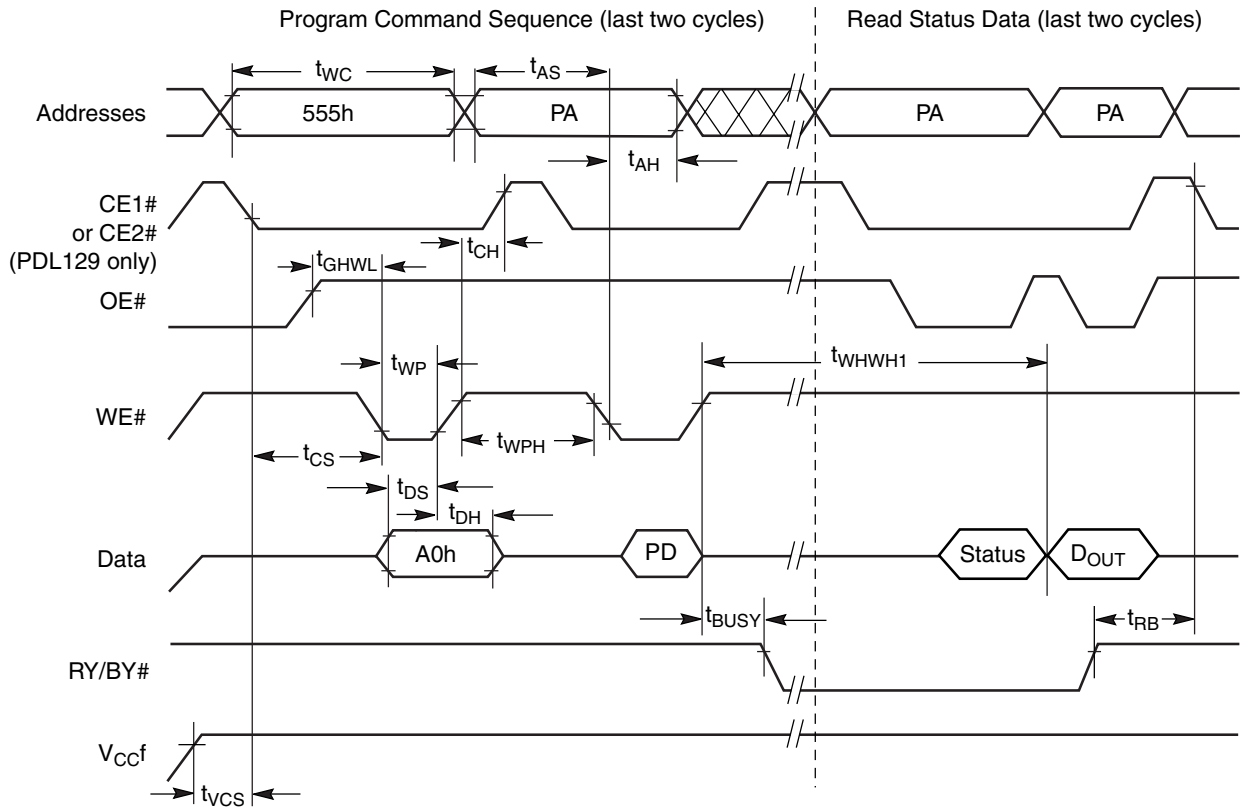 Program Command Sequence (last two cycles)
Read Status Data (last two cycles)
tWC
tAS
Addresses
555h
PA
PA
PA
tAH
CE1#
or CE2#
(PDL129 only)
tCH
tGHWL
OE#
tWP
tWHWH1
WE#
tWPH
tCS
tDS
tDH
Data
A0h
PD
Status
DOUT
tBUSY
tRB
RY/BY#
VCCf
tVCS